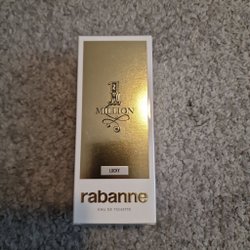 1
MILLION
LUCKY
rabanne
EAU DE TOILETTE